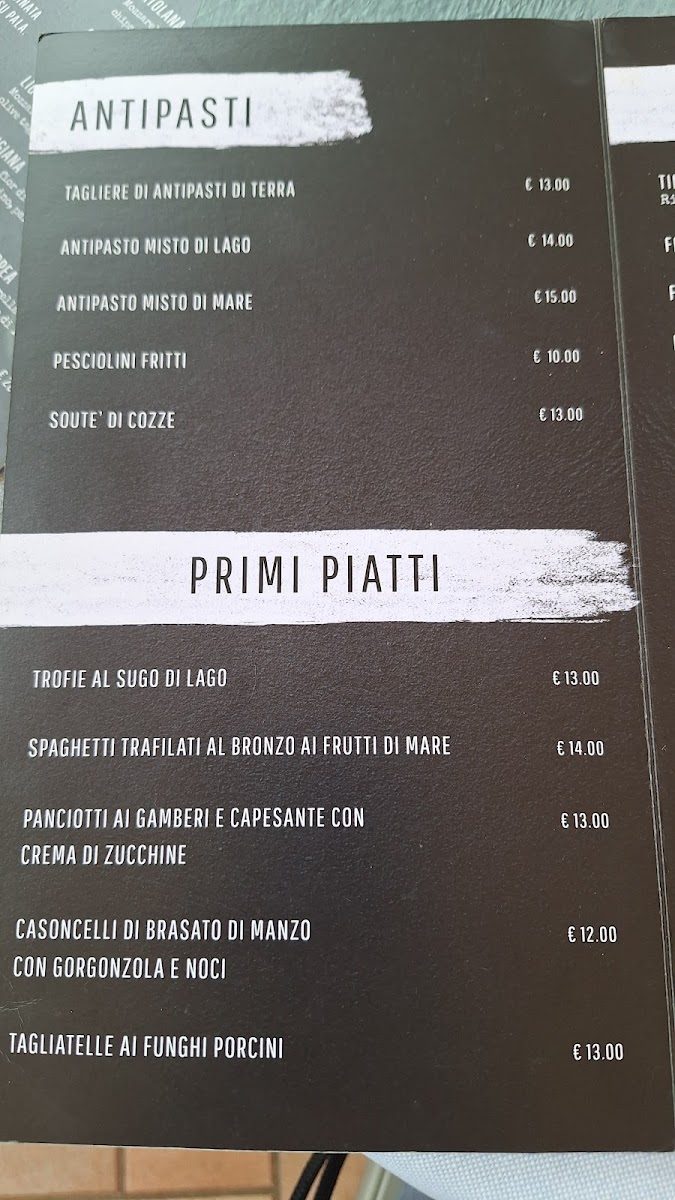 ANTIPASTI
TAGLIERE DI ANTIPASTI DI TERRA € 13.00
ANTIPASTO MISTO DI LAGO € 14.00
ANTIPASTO MISTO DI MARE € 15.00
PESCIOLINI FRITTI € 10.00
SOUTE' DI COZZE € 13.00
PRIMI PIATTI
TROFIE AL SUGO DI LAGO € 13.00
SPAGHETTI TRAFILATI AL BRONZO AI FRUTTI DI MARE € 14.00
PANCIOTTI AI GAMBERI E CAPESANTE CON € 13.00
CREMA DI ZUCCHINE
CASONCELLI DI BRASATO DI MANZO € 12.00
CON GORGONZOLA E NOCI
TAGLIATELLE AI FUNGHI PORCINI € 13.00